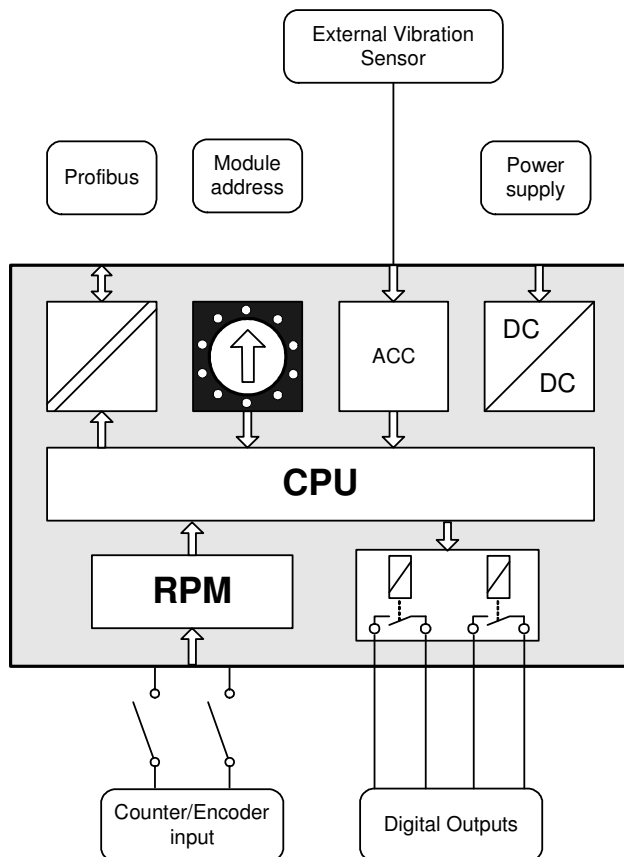 External Vibration
Sensor
Profibus
Module
address
Power
supply
ACC
DC
DC
CPU
RPM
Counter/Encoder
input
Digital Outputs